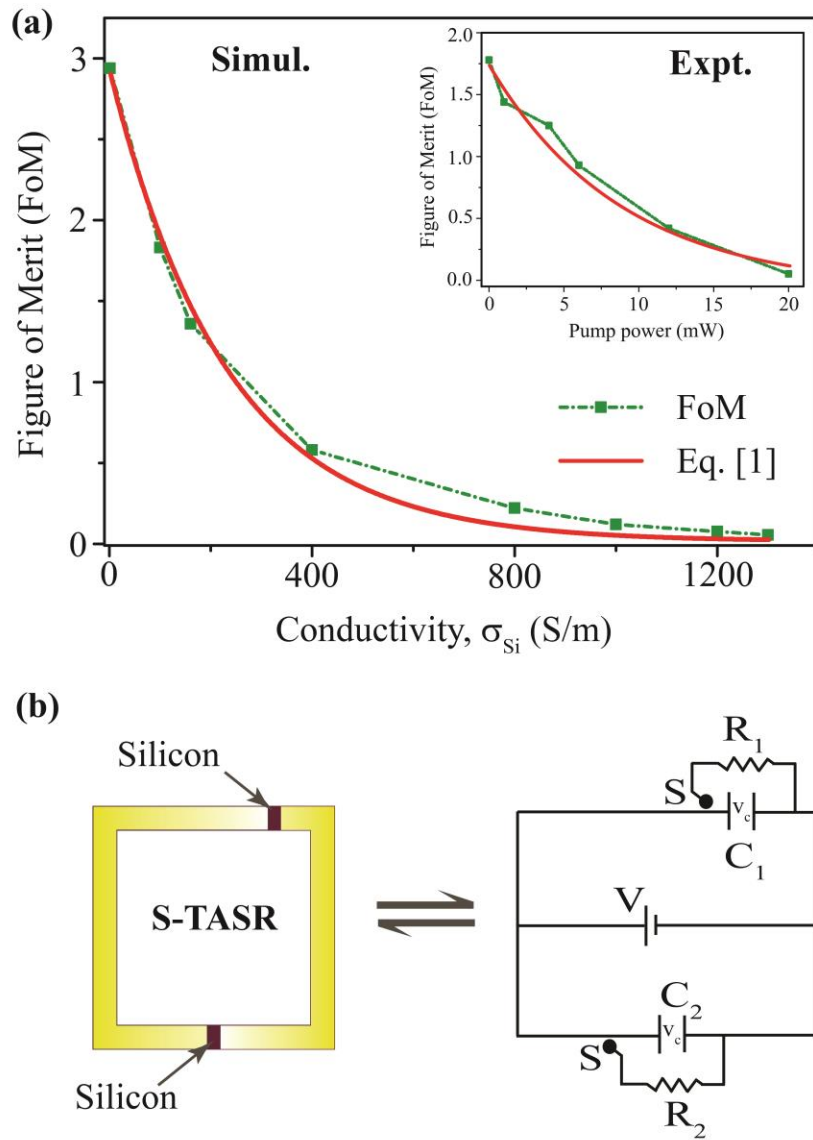 (a)
Simul.
Expt.
Figure of Merit (FoM)
3
2
1
0
0
400
800
1200
Conductivity, σSi (S/m)
Figure of Merit (FoM)
2.0
1.5
1.0
0.5
0.0
0
5
10
15
20
Pump power (mW)
FoM
Eq. [1]
(b)
Silicon
S-TASR
Silicon
R1
S
Vc
C1
V
C2
Vc
S
R2